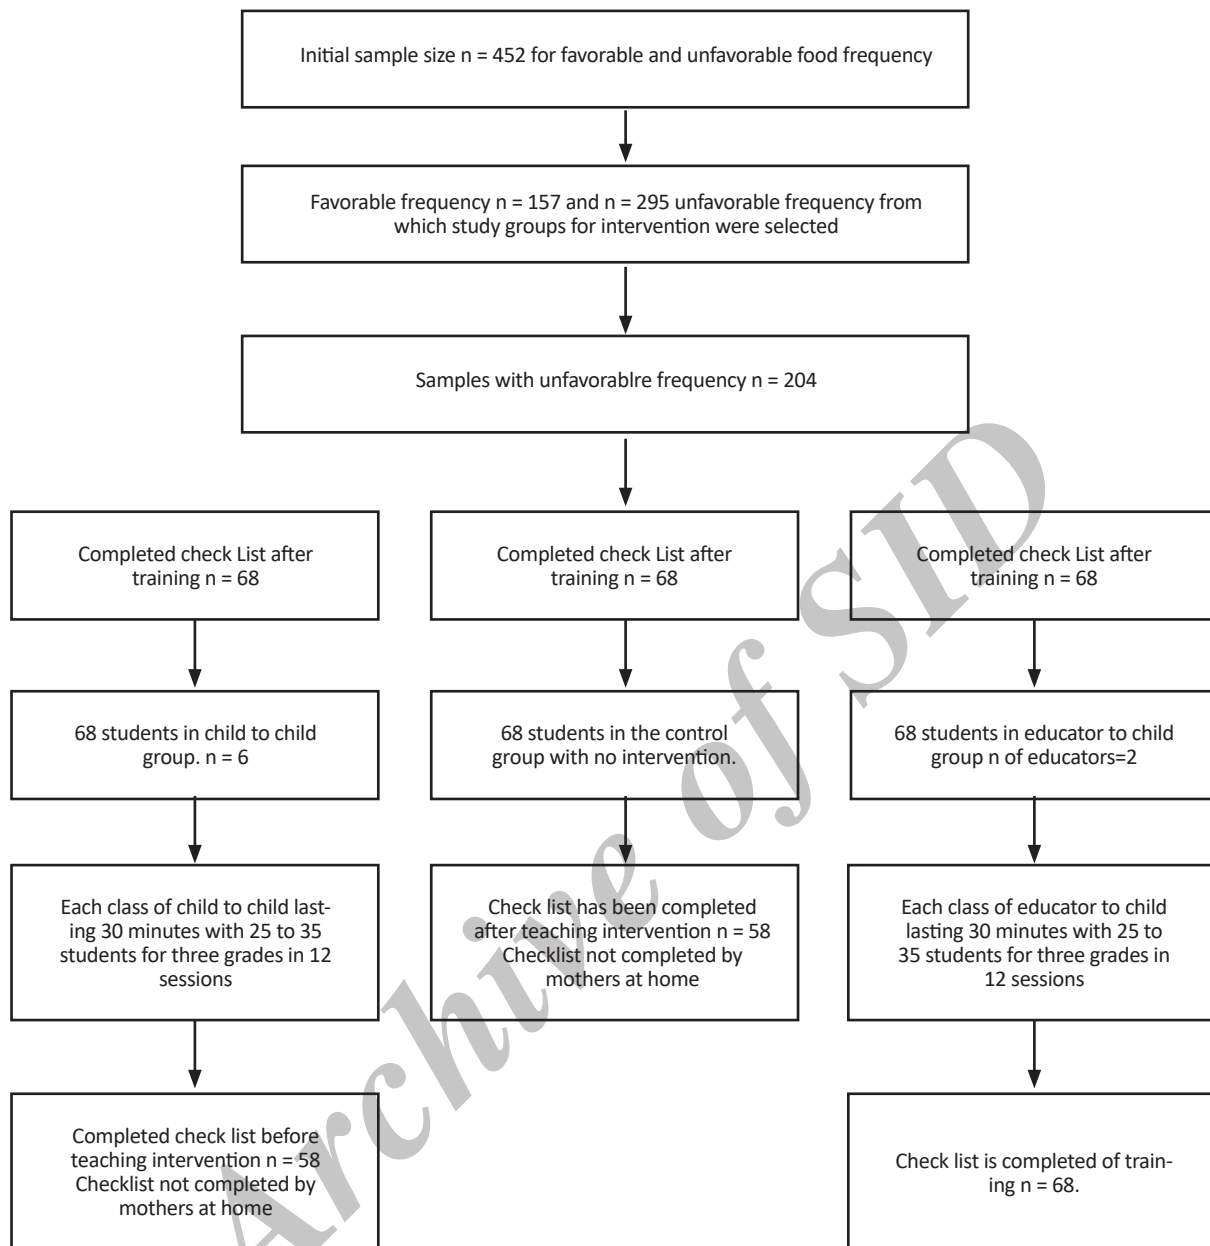 Initial sample size n = 452 for favorable and unfavorable food frequency
Favorable frequency n = 157 and n = 295 unfavorable frequency from
which study groups for intervention were selected
Samples with unfavorablre frequency n = 204
Completed check List after
training n = 68
Completed check List after
training n = 68
Completed check List after
training n = 68
68 students in child to child
group. n = 6
68 students in the control
group with no intervention.
68 students in educator to child
group n of educators=2
Each class of child to child last-
ing 30 minutes with 25 to 35
students for three grades in 12
sessions
Check list has been completed
after teaching intervention n = 58
Checklist not completed by
mothers at home
Each class of educator to child
lasting 30 minutes with 25 to
35 students for three grades in
12 sessions
Completed check list before
teaching intervention n = 58
Checklist not completed by
mothers at home
Check list is completed of train-
ing n = 68.
Archive of SID